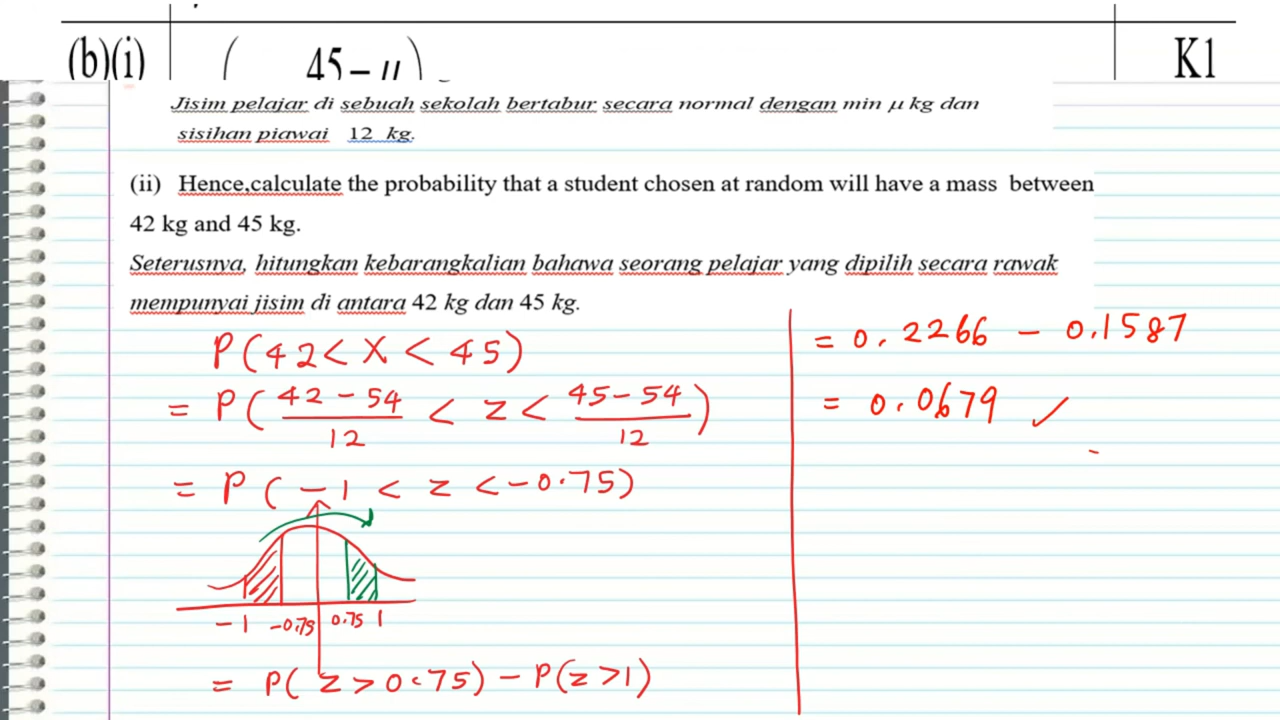 (b)(i) 45 – μ K1
Jisim pelajar di sebuah sekolah bertabur secara normal dengan min μ kg dan
sisihan piawai 12 kg.
(ii) Hence,calculate the probability that a student chosen at random will have a mass between
42 kg and 45 kg.
Seterusnya, hitungkan kebarangkalian bahawa seorang pelajar yang dipilih secara rawak
mempunyai jisim di antara 42 kg dan 45 kg.
P(42 < X < 45)
= P( (42 – 54)/12 < z < (45 – 54)/12 )
= P( –1 < z < –0.75)
–1 –0.75 0.75 1
= P( z > 0.75) – P(z > 1)
= 0.2266 – 0.1587
= 0.0679 ✓